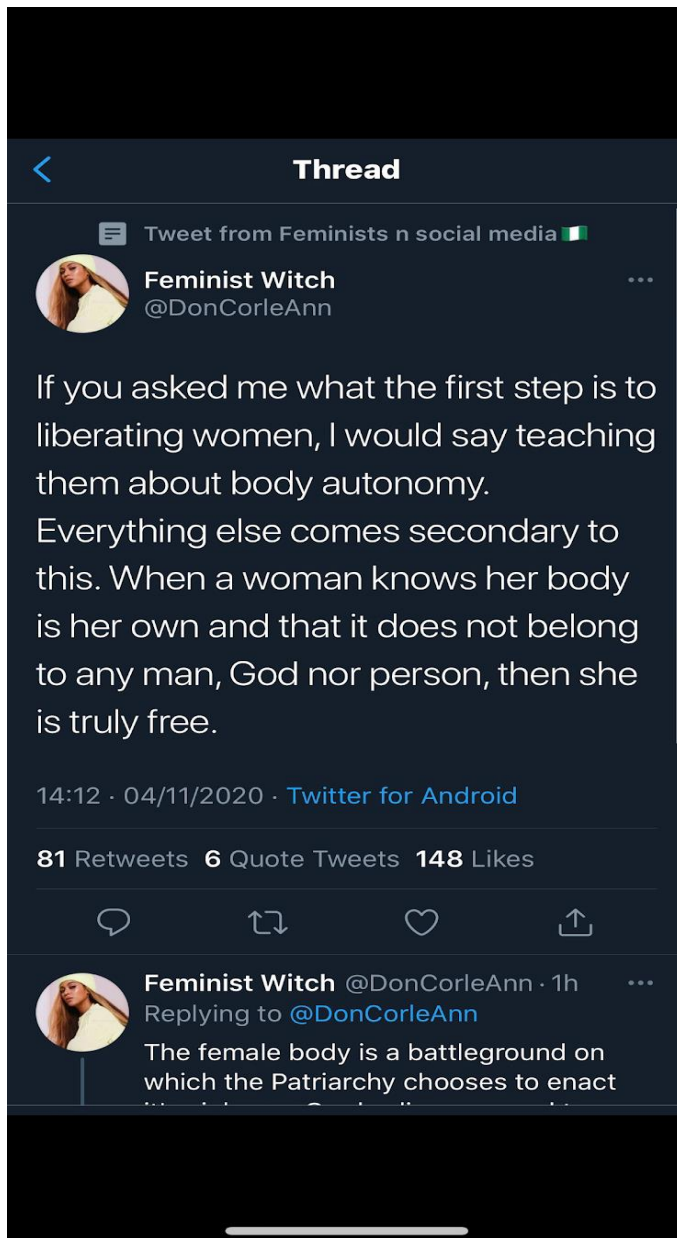 Thread
Tweet from Feminists n social media🇳🇬
Feminist Witch
@DonCorleAnn
If you asked me what the first step is to
liberating women, I would say teaching
them about body autonomy.
Everything else comes secondary to
this. When a woman knows her body
is her own and that it does not belong
to any man, God nor person, then she
is truly free.
14:12 · 04/11/2020 · Twitter for Android
81 Retweets 6 Quote Tweets 148 Likes
Feminist Witch @DonCorleAnn · 1h
Replying to @DonCorleAnn
The female body is a battleground on
which the Patriarchy chooses to enact